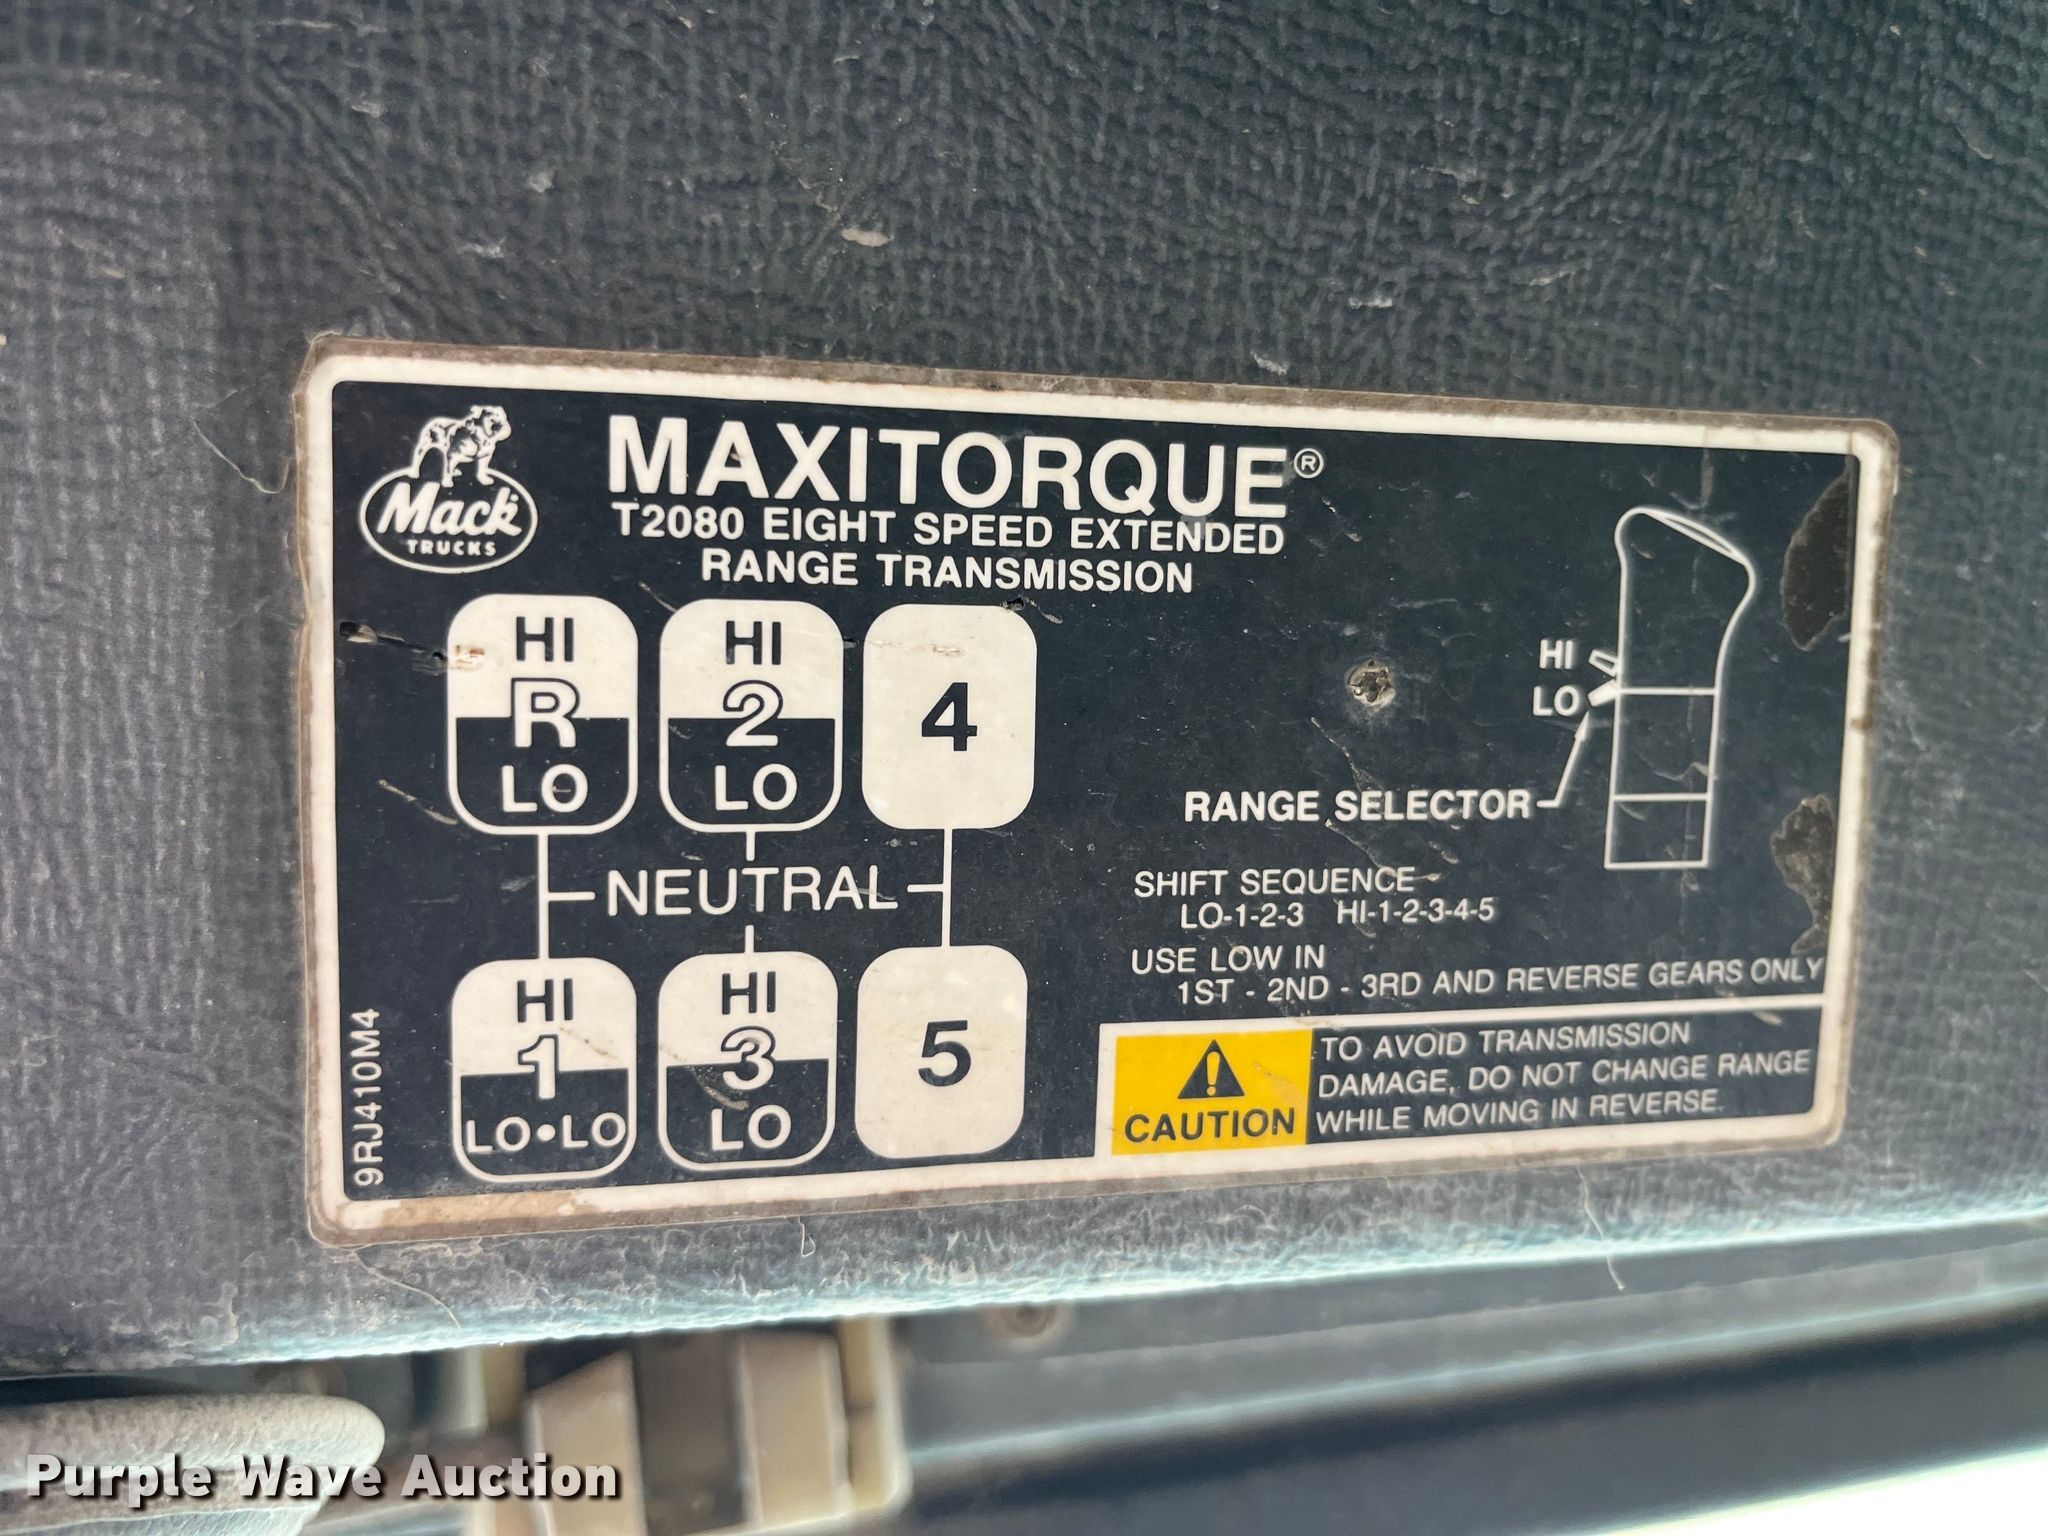 Mack
TRUCKS
MAXITORQUE®
T2080 EIGHT SPEED EXTENDED
RANGE TRANSMISSION
HI
R
LO
HI
2
LO
4
NEUTRAL
HI
1
LO•LO
HI
3
LO
5
9RJ410M4
HI
LO
RANGE SELECTOR
SHIFT SEQUENCE
LO-1-2-3 HI-1-2-3-4-5
USE LOW IN
1ST - 2ND - 3RD AND REVERSE GEARS ONLY
CAUTION
TO AVOID TRANSMISSION
DAMAGE, DO NOT CHANGE RANGE
WHILE MOVING IN REVERSE.
Purple Wave Auction